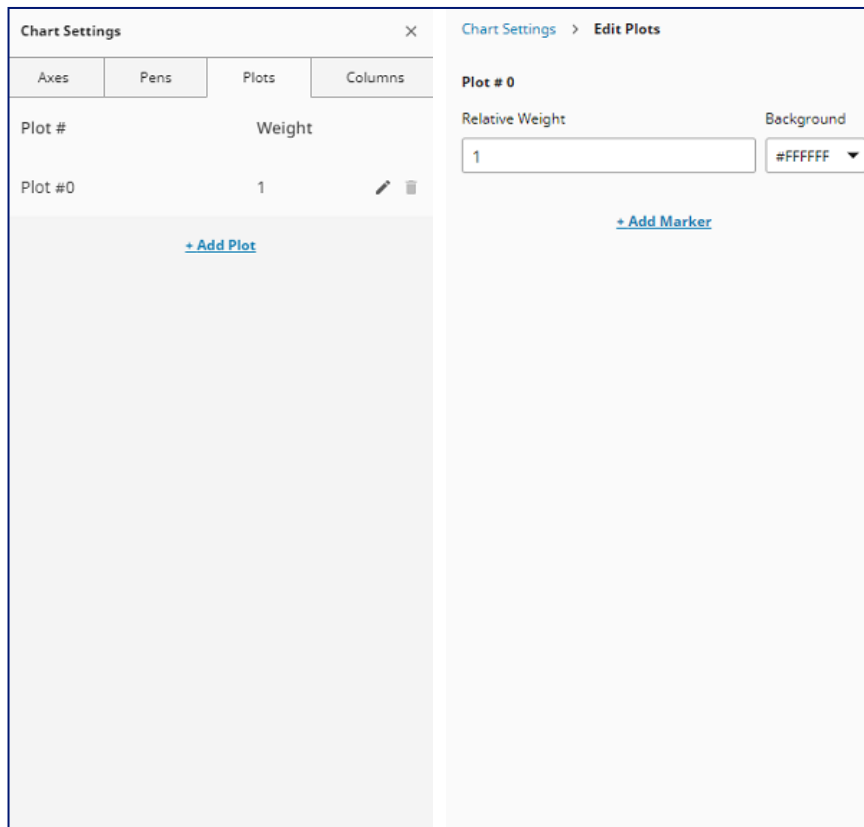 Chart Settings
Axes Pens Plots Columns
Plot # Weight
Plot #0 1
+ Add Plot
Chart Settings > Edit Plots
Plot # 0
Relative Weight Background
1 #FFFFFF
+ Add Marker